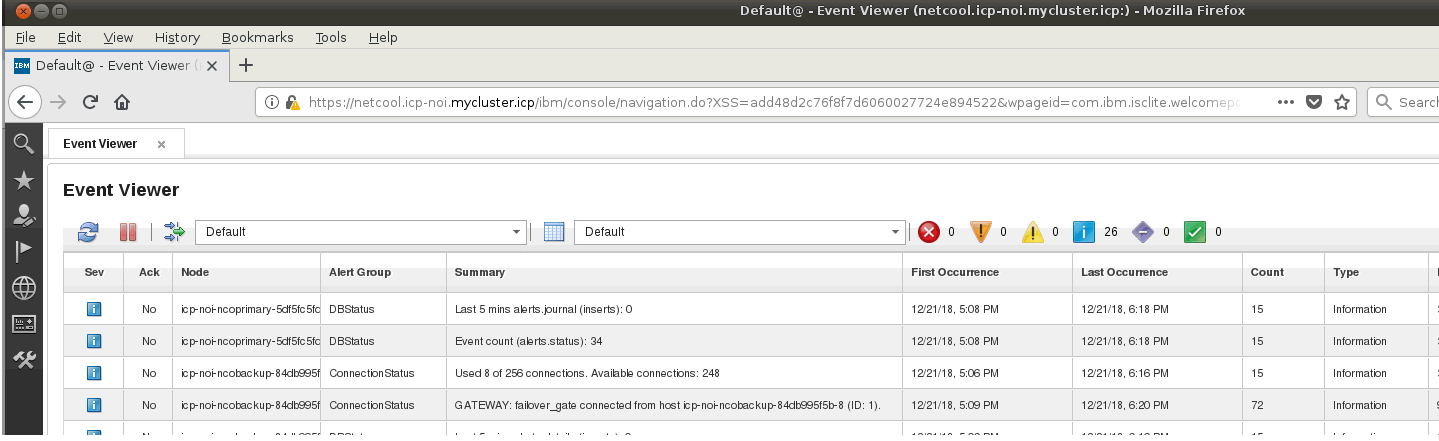 Default@ - Event Viewer (netcool.icp-noi.mycluster.icp:) - Mozilla Firefox
File Edit View History Bookmarks Tools Help
IBM Default@ - Event Viewer (
https://netcool.icp-noi.mycluster.icp/ibm/console/navigation.do?XSS=add48d2c76f8f7d6060027724e894522&wpageid=com.ibm.isclite.welcomepo Search
Event Viewer
Event Viewer
Default Default 0 0 0 26 0 0
Sev Ack Node Alert Group Summary First Occurrence Last Occurrence Count Type
No icp-noi-ncoprimary-5df5fc5fc DBStatus Last 5 mins alerts.journal (inserts): 0 12/21/18, 5:08 PM 12/21/18, 6:18 PM 15 Information
No icp-noi-ncoprimary-5df5fc5fc DBStatus Event count (alerts.status): 34 12/21/18, 5:08 PM 12/21/18, 6:18 PM 15 Information
No icp-noi-ncobackup-84db995f ConnectionStatus Used 8 of 256 connections. Available connections: 248 12/21/18, 5:06 PM 12/21/18, 6:16 PM 15 Information
No icp-noi-ncobackup-84db995f ConnectionStatus GATEWAY: failover_gate connected from host icp-noi-ncobackup-84db995f5b-8 (ID: 1). 12/21/18, 5:09 PM 12/21/18, 6:20 PM 72 Information